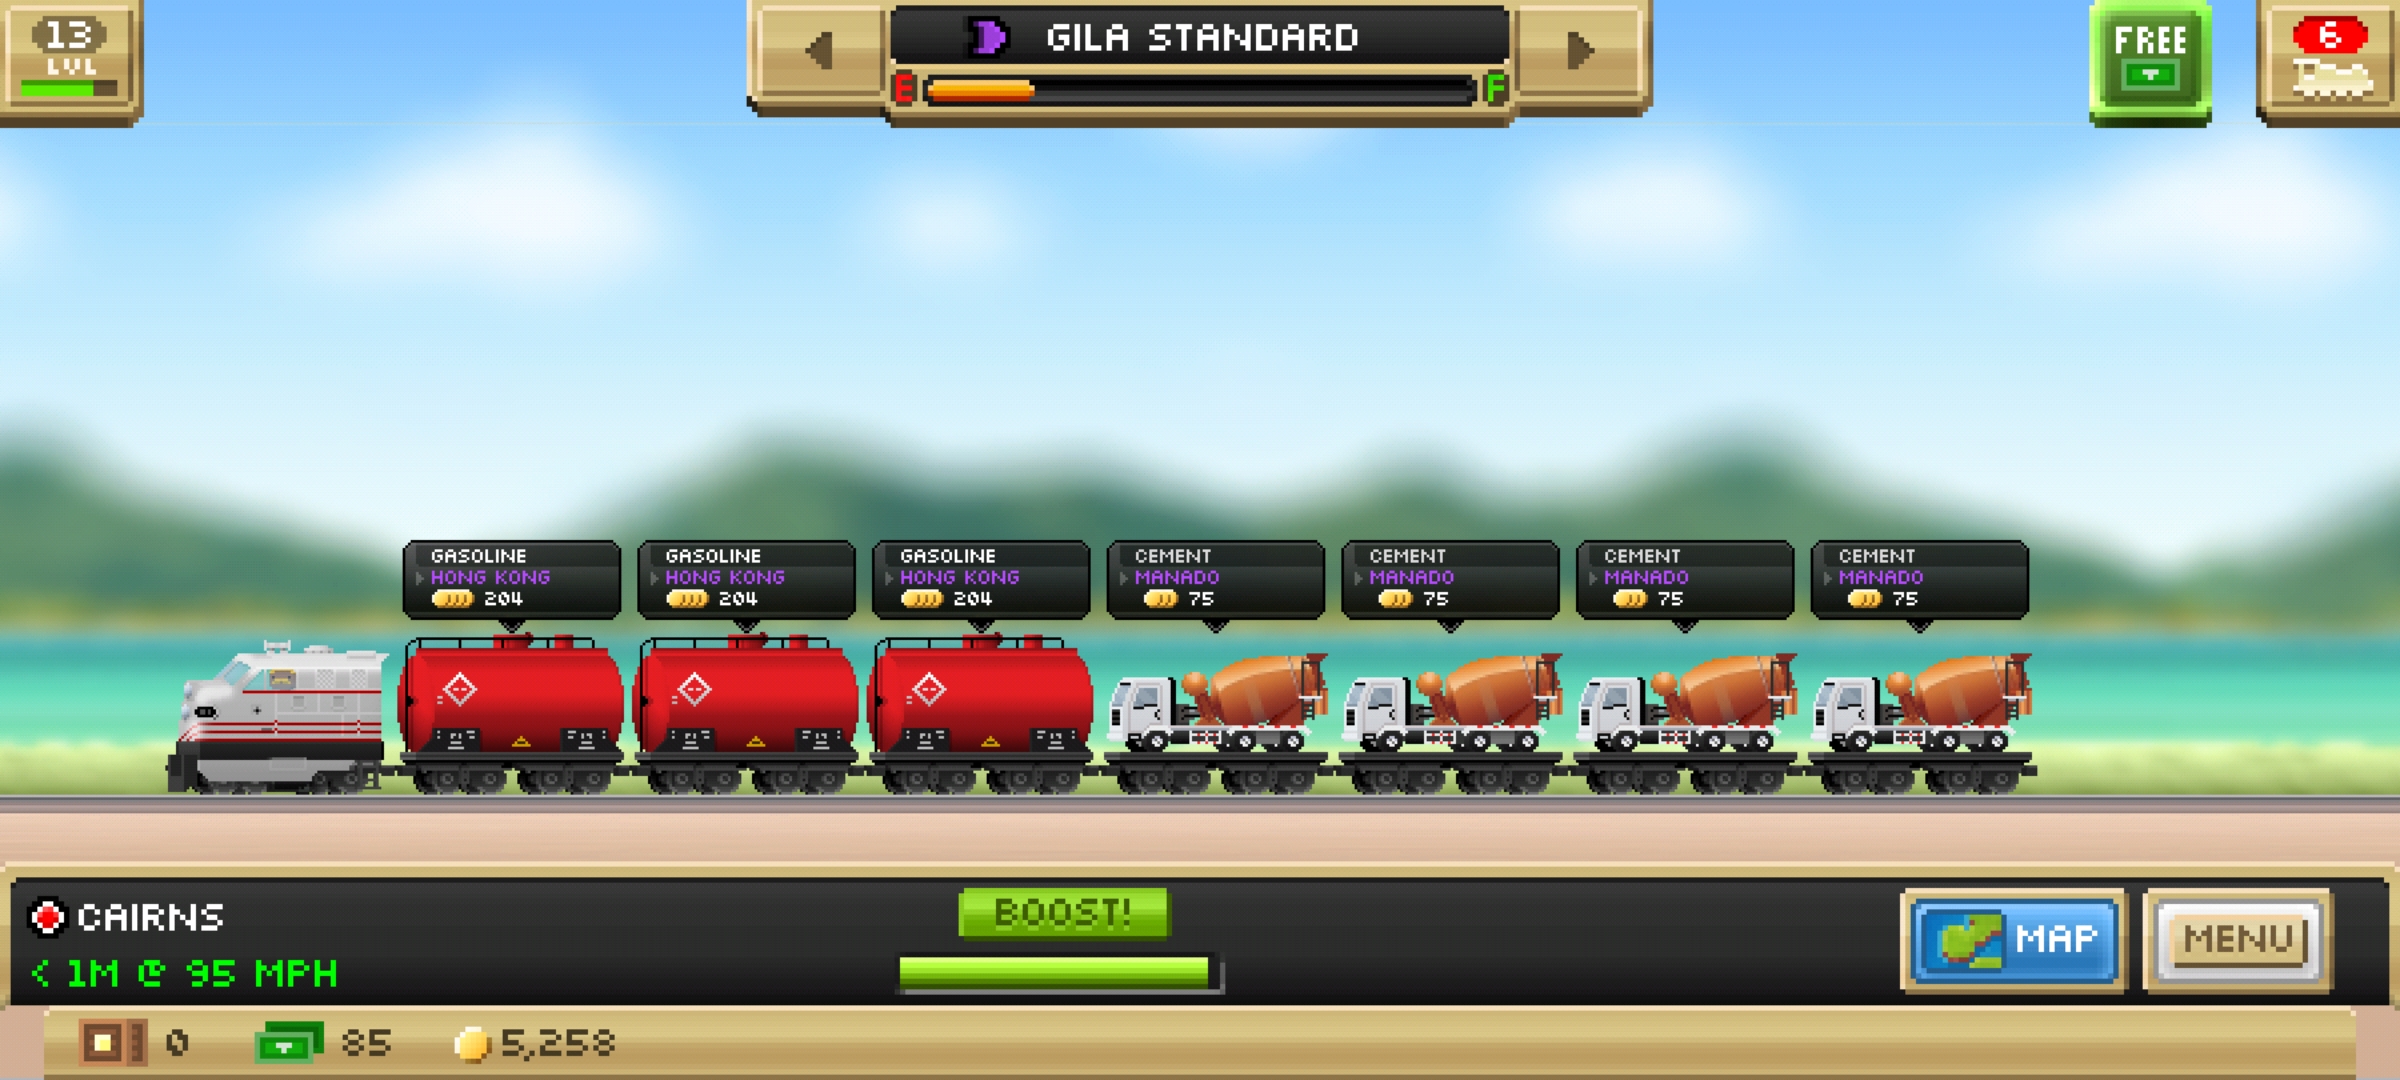 13
LVL
GILA STANDARD
E F
FREE
6
GASOLINE
HONG KONG
204
GASOLINE
HONG KONG
204
GASOLINE
HONG KONG
204
CEMENT
MANADO
75
CEMENT
MANADO
75
CEMENT
MANADO
75
CEMENT
MANADO
75
CAIRNS
< 1M @ 95 MPH
BOOST!
MAP
MENU
0
85
5,258